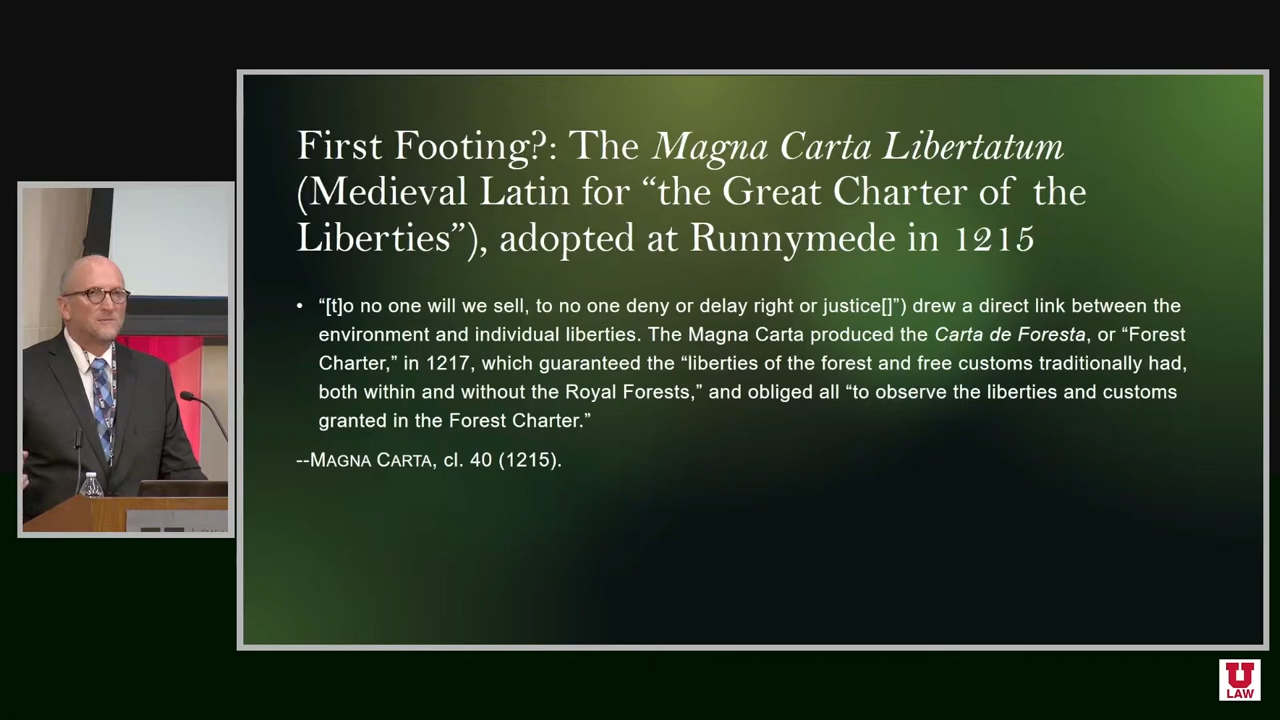 First Footing?: The Magna Carta Libertatum
(Medieval Latin for “the Great Charter of the
Liberties”), adopted at Runnymede in 1215
• “[t]o no one will we sell, to no one deny or delay right or justice[]”) drew a direct link between the
environment and individual liberties. The Magna Carta produced the Carta de Foresta, or “Forest
Charter,” in 1217, which guaranteed the “liberties of the forest and free customs traditionally had,
both within and without the Royal Forests,” and obliged all “to observe the liberties and customs
granted in the Forest Charter.”
--MAGNA CARTA, cl. 40 (1215).
U
LAW